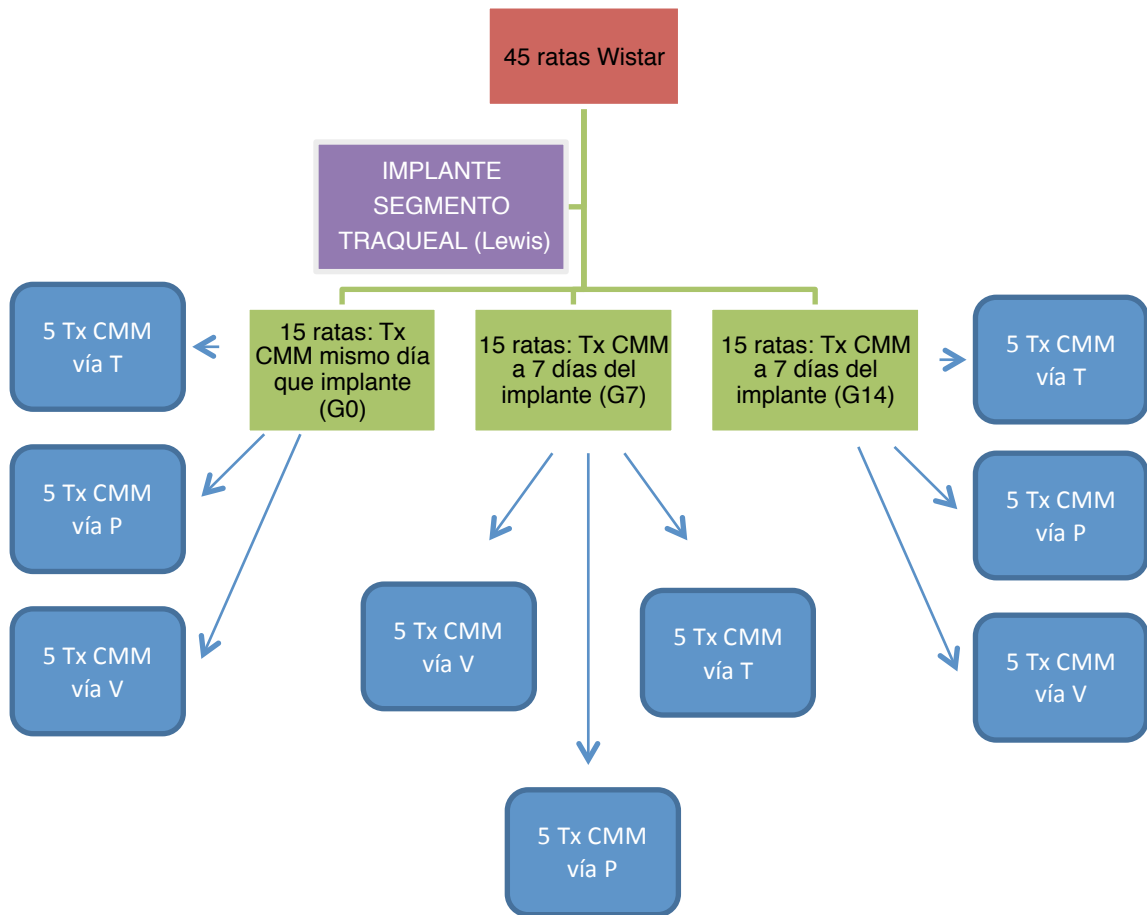 45 ratas Wistar
IMPLANTE
SEGMENTO
TRAQUEAL (Lewis)
15 ratas: Tx
CMM mismo día
que implante
(G0)
15 ratas: Tx CMM
a 7 días del
implante (G7)
15 ratas: Tx CMM
a 7 días del
implante (G14)
5 Tx CMM
vía T
5 Tx CMM
vía P
5 Tx CMM
vía V
5 Tx CMM
vía V
5 Tx CMM
vía P
5 Tx CMM
vía T
5 Tx CMM
vía T
5 Tx CMM
vía P
5 Tx CMM
vía V